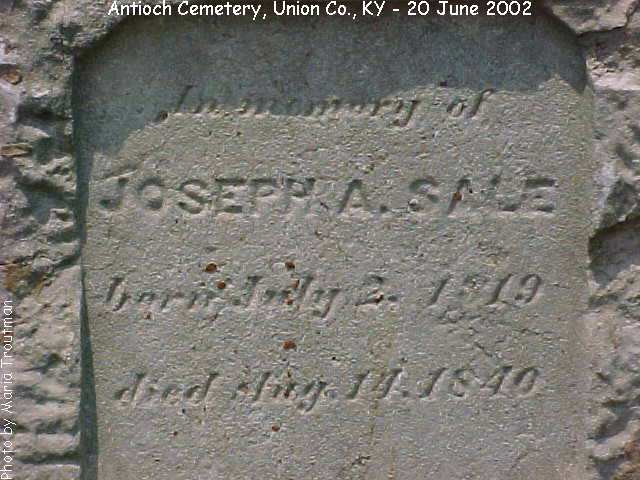 Antioch Cemetery, Union Co., KY - 20 June 2002
In memory of
JOSEPH A. SALE
born July 2. 1819
died Aug. 14. 1840
Photo by Maria Troutman